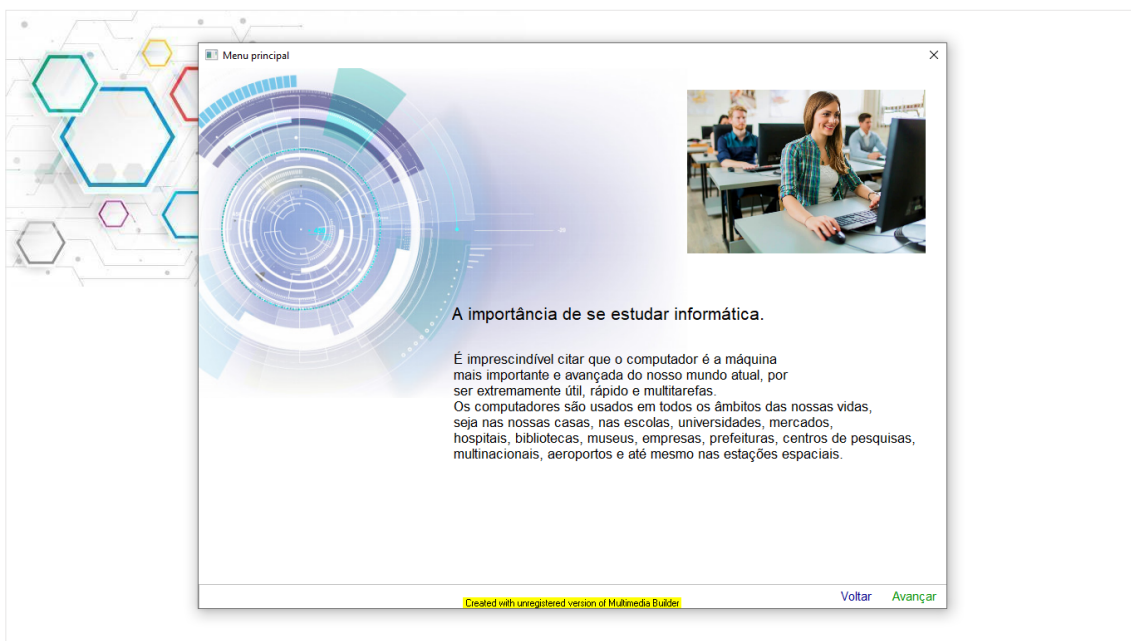 Menu principal
A importância de se estudar informática.
É imprescindível citar que o computador é a máquina
mais importante e avançada do nosso mundo atual, por
ser extremamente útil, rápido e multitarefas.
Os computadores são usados em todos os âmbitos das nossas vidas,
seja nas nossas casas, nas escolas, universidades, mercados,
hospitais, bibliotecas, museus, empresas, prefeituras, centros de pesquisas,
multinacionais, aeroportos e até mesmo nas estações espaciais.
Voltar Avançar
Created with unregistered version of Multimedia Builder